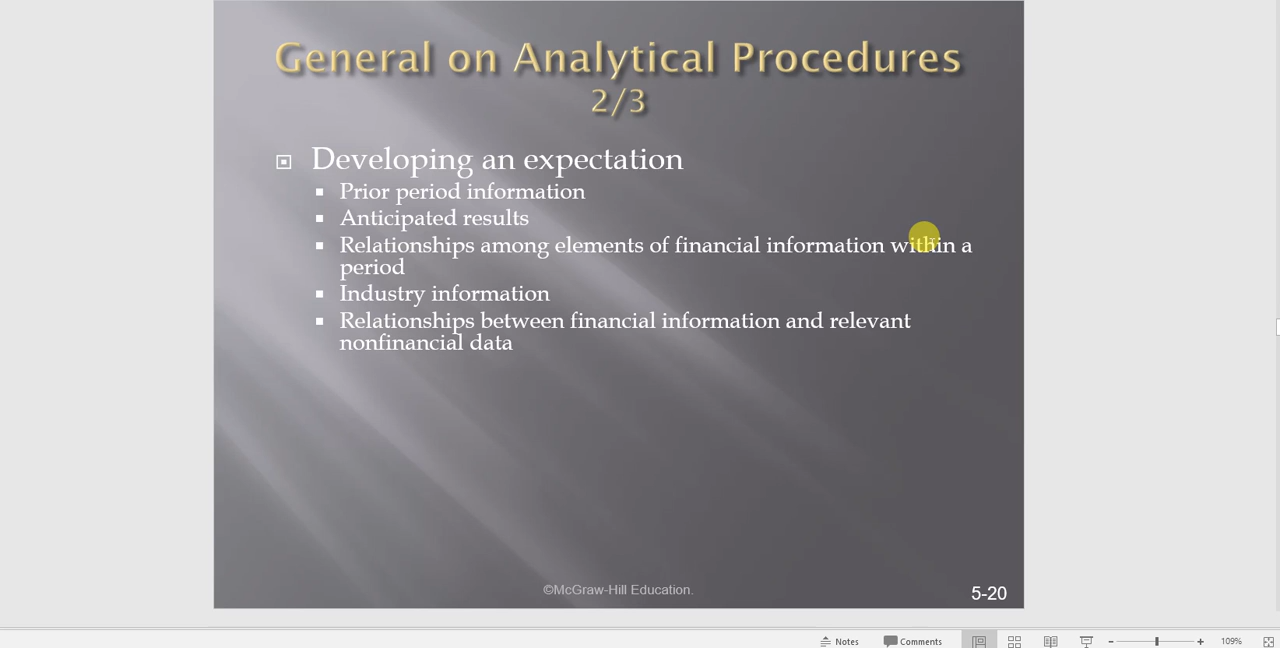 General on Analytical Procedures
2/3
Developing an expectation
Prior period information
Anticipated results
Relationships among elements of financial information within a
period
Industry information
Relationships between financial information and relevant
nonfinancial data
©McGraw-Hill Education.
5-20
Notes
Comments
109%